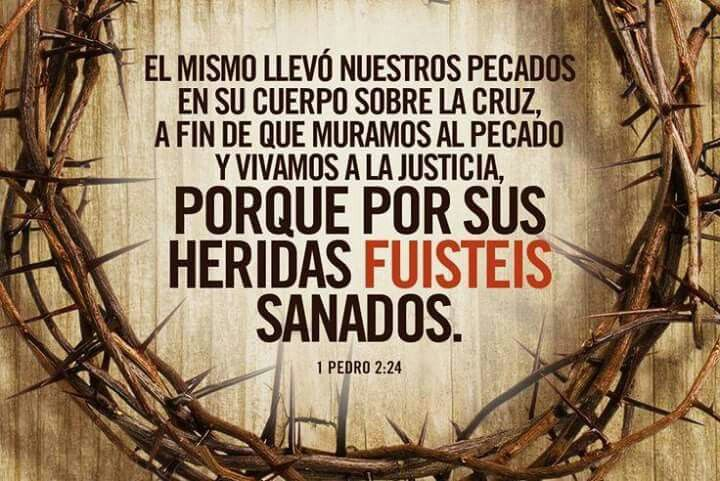 EL MISMO LLEVÓ NUESTROS PECADOS
EN SU CUERPO SOBRE LA CRUZ,
A FIN DE QUE MURAMOS AL PECADO
Y VIVAMOS A LA JUSTICIA,
PORQUE POR SUS
HERIDAS FUISTEIS
SANADOS.
1 PEDRO 2:24